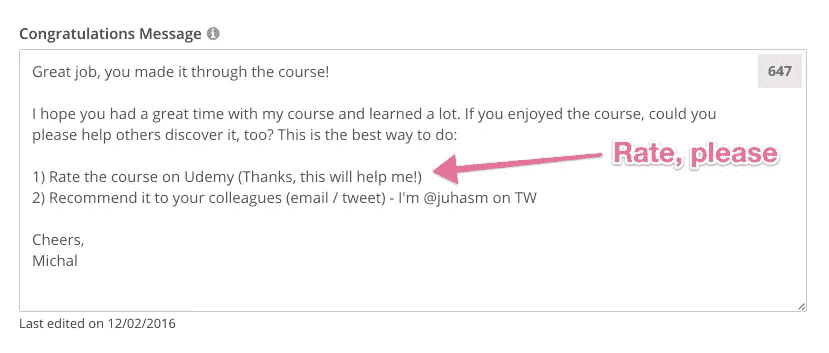 Congratulations Message
Great job, you made it through the course!
647
I hope you had a great time with my course and learned a lot. If you enjoyed the course, could you
please help others discover it, too? This is the best way to do:
Rate, please
1) Rate the course on Udemy (Thanks, this will help me!)
2) Recommend it to your colleagues (email / tweet) - I'm @juhasm on TW
Cheers,
Michal
Last edited on 12/02/2016